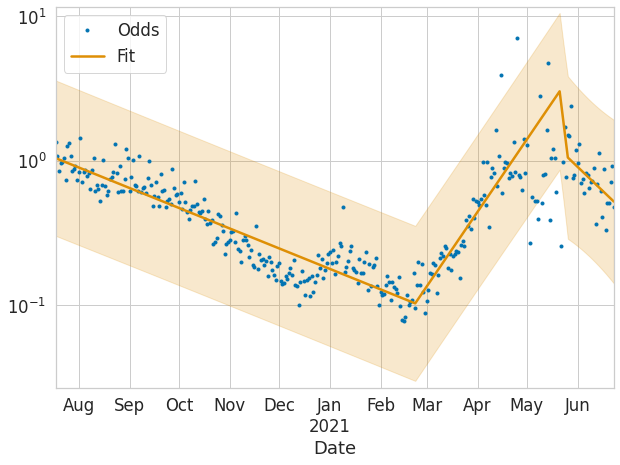 Odds
Fit
10¹
10⁰
10⁻¹
Aug Sep Oct Nov Dec Jan Feb Mar Apr May Jun
2021
Date